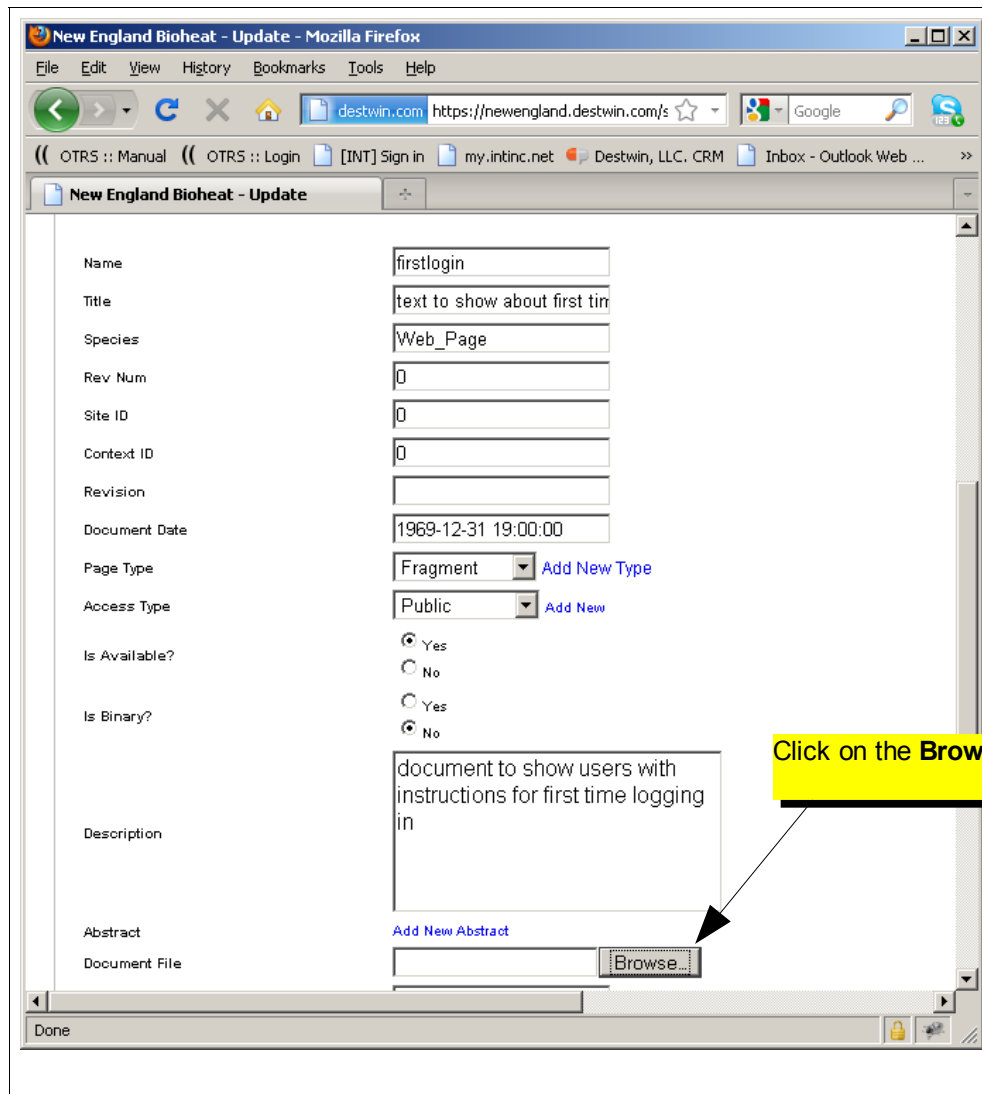 New England Bioheat - Update - Mozilla Firefox
File Edit View History Bookmarks Tools Help
destwin.com https://newengland.destwin.com/s Google
OTRS :: Manual OTRS :: Login [INT] Sign in my.intinc.net Destwin, LLC. CRM Inbox - Outlook Web ... »
New England Bioheat - Update
Name firstlogin
Title text to show about first tim
Species Web_Page
Rev Num 0
Site ID 0
Context ID 0
Revision
Document Date 1969-12-31 19:00:00
Page Type Fragment Add New Type
Access Type Public Add New
Is Available? Yes
No
Is Binary? Yes
No
Click on the Brow
Description document to show users with
instructions for first time logging
in
Abstract Add New Abstract
Document File Browse...
Done